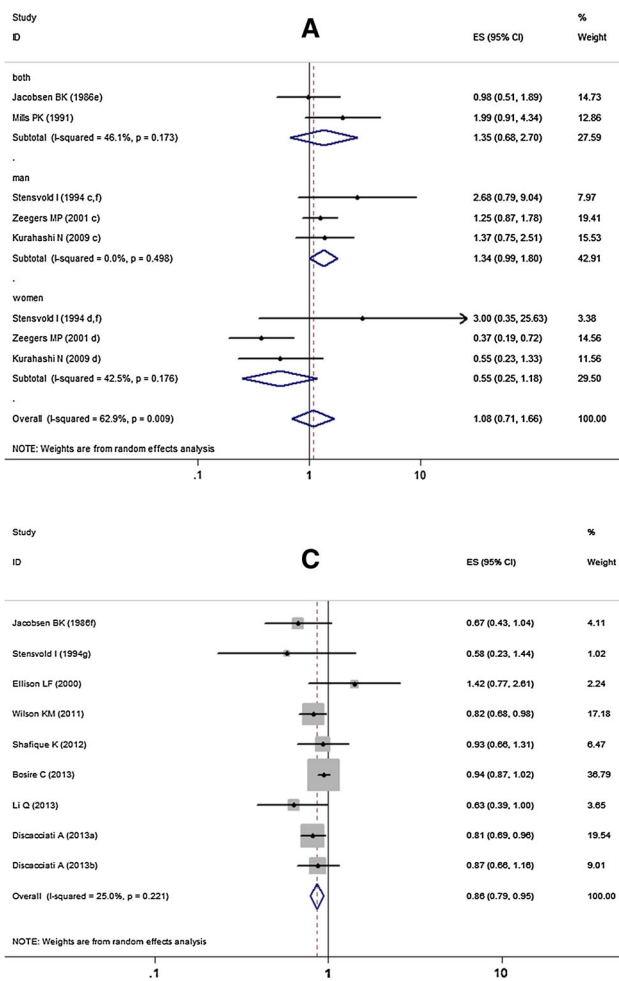 Study %
A
ID ES (95% CI) Weight
both
Jacobsen BK (1986e) 0.98 (0.51, 1.89) 14.73
Mills PK (1991) 1.99 (0.91, 4.34) 12.86
Subtotal (I-squared = 46.1%, p = 0.173) 1.35 (0.68, 2.70) 27.59
.
man
Stensvold I (1994 c,f) 2.68 (0.79, 9.04) 7.97
Zeegers MP (2001 c) 1.25 (0.87, 1.78) 19.41
Kurahashi N (2009 c) 1.37 (0.75, 2.51) 15.53
Subtotal (I-squared = 0.0%, p = 0.498) 1.34 (0.99, 1.80) 42.91
.
women
Stensvold I (1994 d,f) 3.00 (0.35, 25.63) 3.38
Zeegers MP (2001 d) 0.37 (0.19, 0.72) 14.56
Kurahashi N (2009 d) 0.55 (0.23, 1.33) 11.56
Subtotal (I-squared = 42.5%, p = 0.176) 0.55 (0.25, 1.18) 29.50
.
Overall (I-squared = 62.9%, p = 0.009) 1.08 (0.71, 1.66) 100.00
NOTE: Weights are from random effects analysis
.1 1 10
Study %
C
ID ES (95% CI) Weight
Jacobsen BK (1986f) 0.67 (0.43, 1.04) 4.11
Stensvold I (1994g) 0.58 (0.23, 1.44) 1.02
Ellison LF (2000) 1.42 (0.77, 2.61) 2.24
Wilson KM (2011) 0.82 (0.68, 0.98) 17.18
Shafique K (2012) 0.93 (0.66, 1.31) 6.47
Bosire C (2013) 0.94 (0.87, 1.02) 36.79
Li Q (2013) 0.63 (0.39, 1.00) 3.65
Discacciati A (2013a) 0.81 (0.69, 0.96) 19.54
Discacciati A (2013b) 0.87 (0.66, 1.16) 9.01
Overall (I-squared = 25.0%, p = 0.221) 0.86 (0.79, 0.95) 100.00
NOTE: Weights are from random effects analysis
.1 1 10